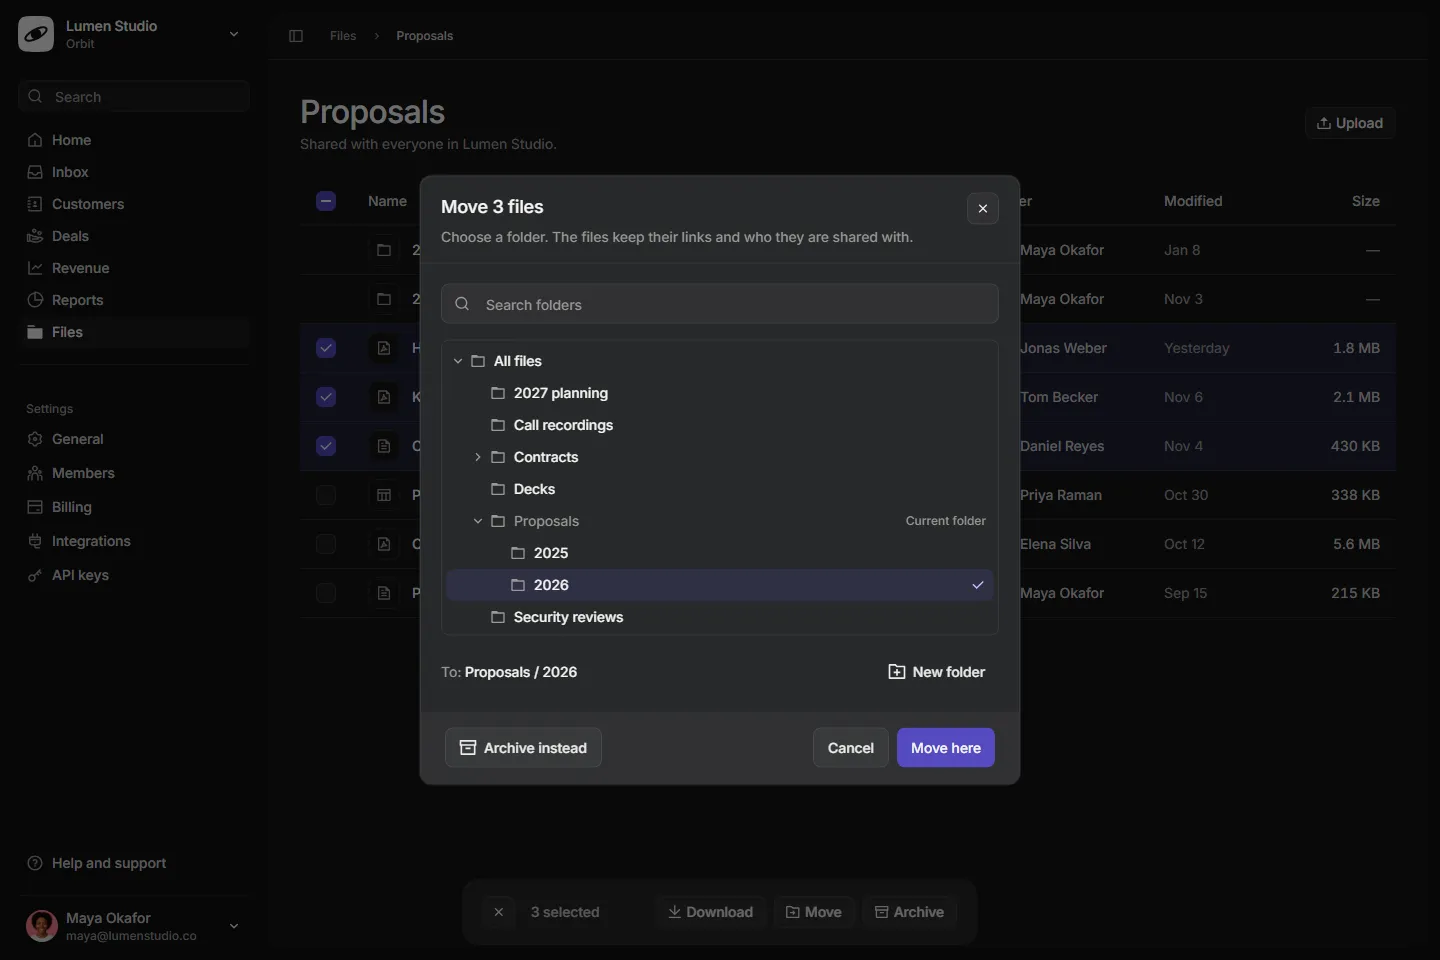 Lumen Studio
Orbit
Search
Home
Inbox
Customers
Deals
Revenue
Reports
Files
Settings
General
Members
Billing
Integrations
API keys
Help and support
Maya Okafor
maya@lumenstudio.co
Files › Proposals
Proposals
Shared with everyone in Lumen Studio.
Upload
Name Modified Size
Maya Okafor Jan 8 —
Maya Okafor Nov 3 —
Jonas Weber Yesterday 1.8 MB
Tom Becker Nov 6 2.1 MB
Daniel Reyes Nov 4 430 KB
Priya Raman Oct 30 338 KB
Elena Silva Oct 12 5.6 MB
Maya Okafor Sep 15 215 KB
Move 3 files
Choose a folder. The files keep their links and who they are shared with.
Search folders
All files
2027 planning
Call recordings
Contracts
Decks
Proposals Current folder
2025
2026
Security reviews
To: Proposals / 2026 New folder
Archive instead Cancel Move here
3 selected Download Move Archive